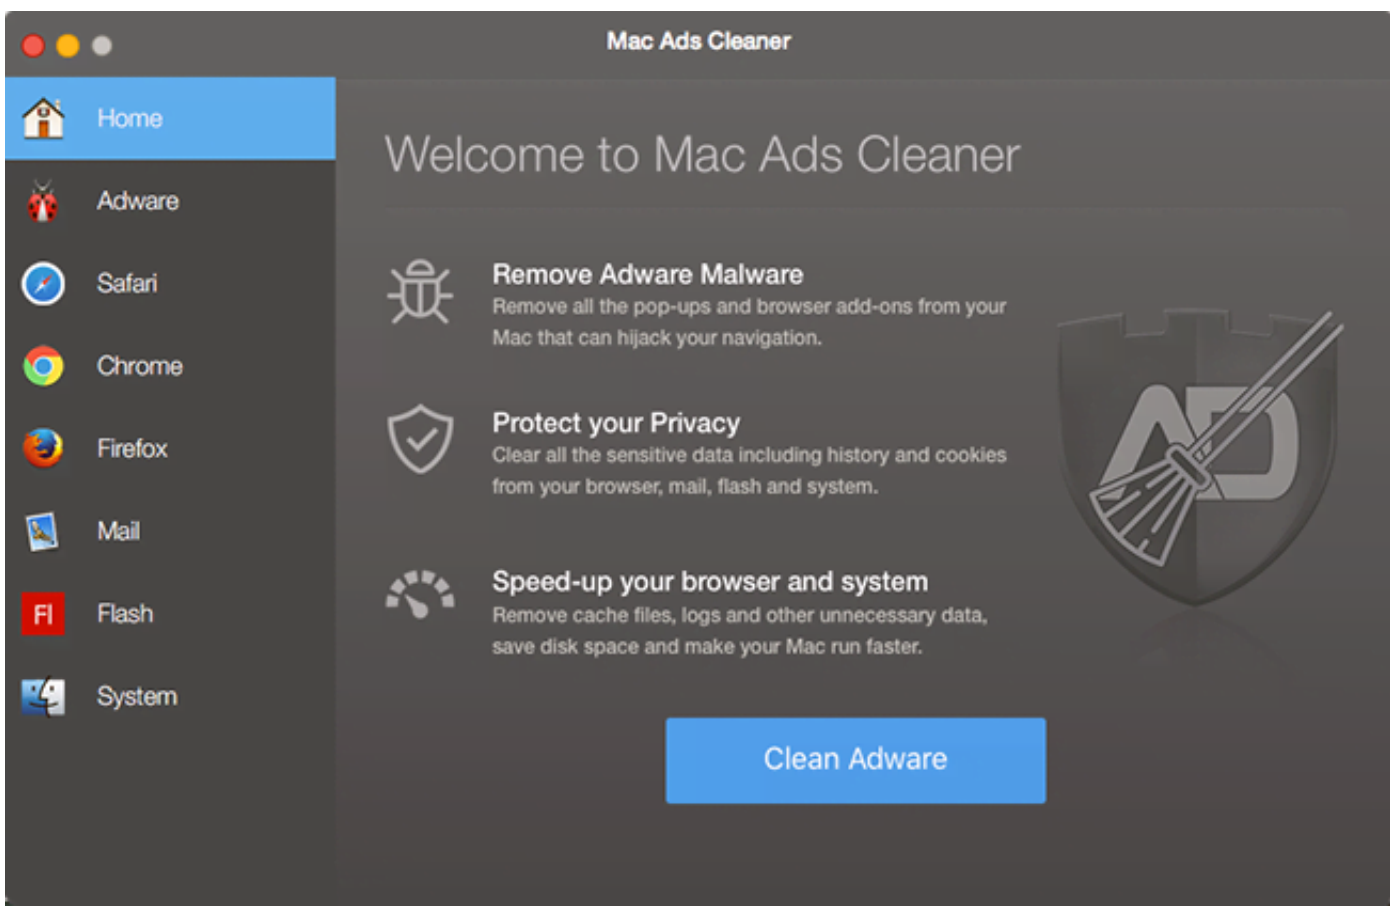 Mac Ads Cleaner
Home
Adware
Safari
Chrome
Firefox
Mail
Fl
Flash
System
Welcome to Mac Ads Cleaner
Remove Adware Malware
Remove all the pop-ups and browser add-ons from your
Mac that can hijack your navigation.
Protect your Privacy
Clear all the sensitive data including history and cookies
from your browser, mail, flash and system.
Speed-up your browser and system
Remove cache files, logs and other unnecessary data,
save disk space and make your Mac run faster.
AD
Clean Adware